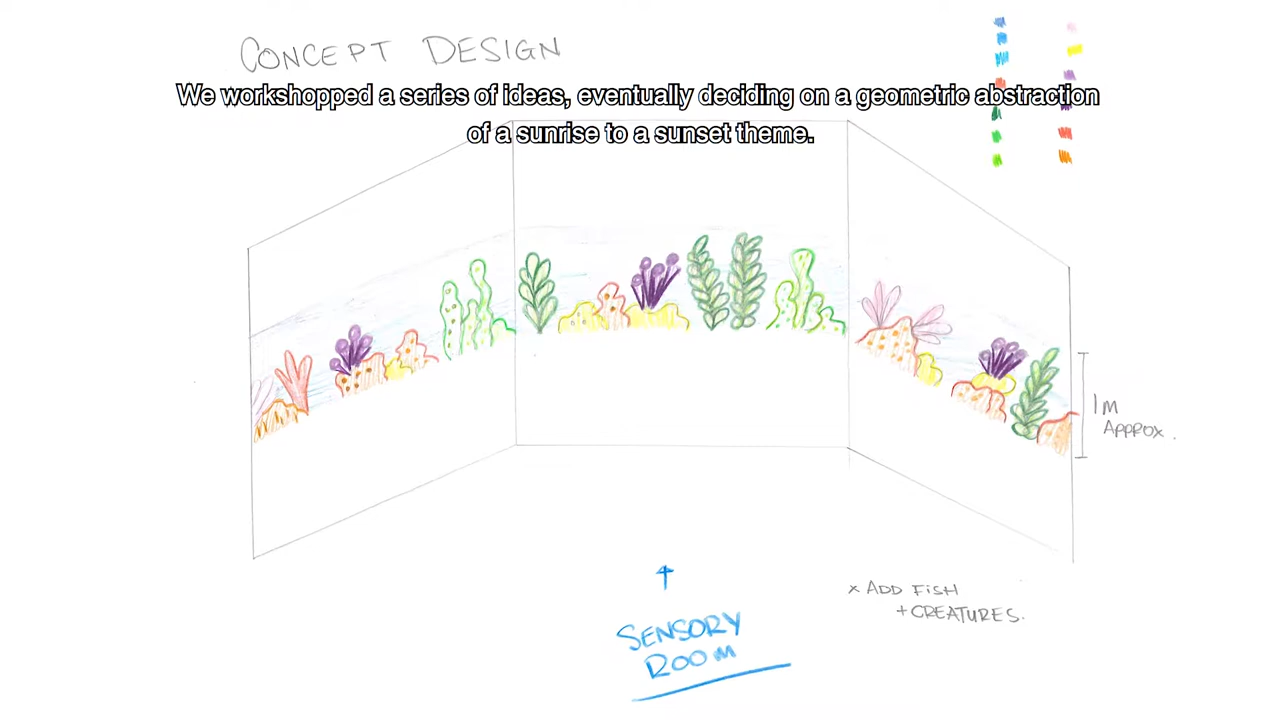 CONCEPT DESIGN
We workshopped a series of ideas, eventually deciding on a geometric abstraction
of a sunrise to a sunset theme.
1M
APPROX.
x ADD FISH
+ CREATURES.
SENSORY
ROOM